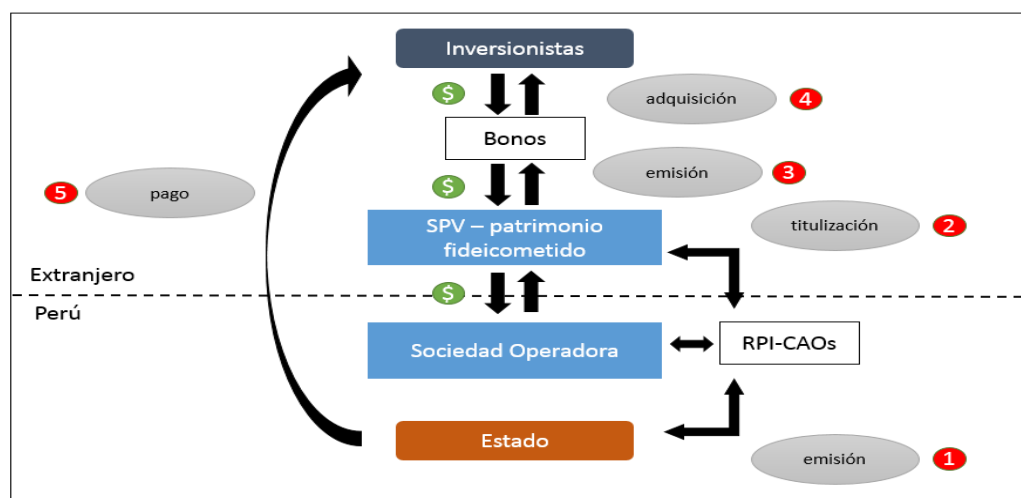 Inversionistas
$
adquisición
4
Bonos
emisión
3
$
5
pago
SPV – patrimonio
fideicometido
titulización
2
Extranjero
$
Perú
Sociedad Operadora
RPI-CAOs
Estado
emisión
1